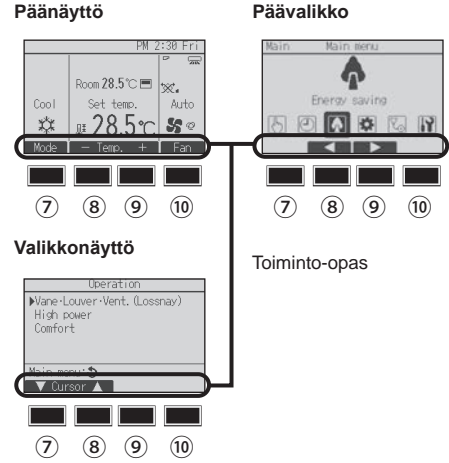 Päänäyttö
PM 2:30 Fri
Room 28.5°C
Cool Set temp. Auto
28.5°C
Mode − Temp. + Fan
⑦ ⑧ ⑨ ⑩
Päävalikko
Main Main menu
Energy saving
⑦ ⑧ ⑨ ⑩
Valikkonäyttö
Operation
▶Vane·Louver·Vent. (Lossnay)
High power
Comfort
Main menu:
▼ Cursor ▲
⑦ ⑧ ⑨ ⑩
Toiminto-opas